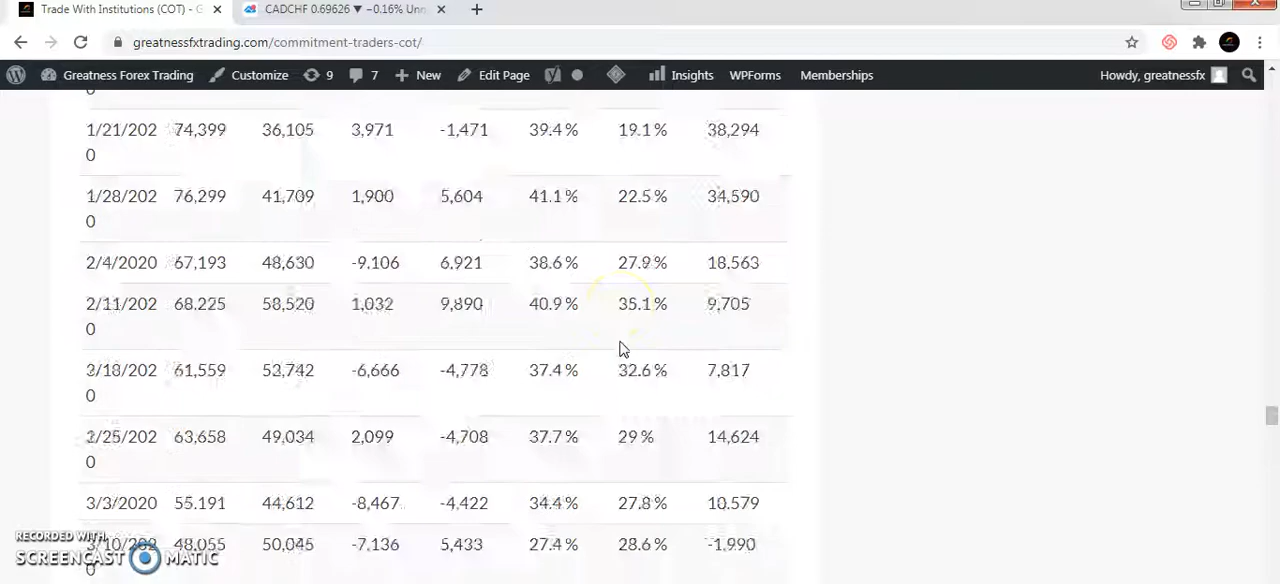 Trade With Institutions (COT) - G
CADCHF 0.69626 ▼ −0.16% Unn
greatnessfxtrading.com/commitment-traders-cot/
Greatness Forex Trading Customize 9 7 New Edit Page Insights WPForms Memberships Howdy, greatnessfx
0
1/21/202 74,399 36,105 3,971 -1,471 39.4 % 19.1 % 38,294
0
1/28/202 76,299 41,709 1,900 5,604 41.1 % 22.5 % 34,590
0
2/4/2020 67,193 48,630 -9,106 6,921 38.6 % 27.9 % 18,563
2/11/202 68.225 58,520 1,032 9,890 40.9 % 35.1 % 9,705
0
2/18/202 61,559 53,742 -6,666 -4,778 37.4 % 32.6 % 7,817
0
2/25/202 63,658 49,034 2,099 -4,708 37.7 % 29 % 14,624
0
3/3/2020 55.191 44,612 -8,467 -4,422 34.4 % 27.8 % 10.579
3/10/202 48,055 50,045 -7,136 5,433 27.4 % 28.6 % -1,990
0
RECORDED WITH
SCREENCAST MATIC